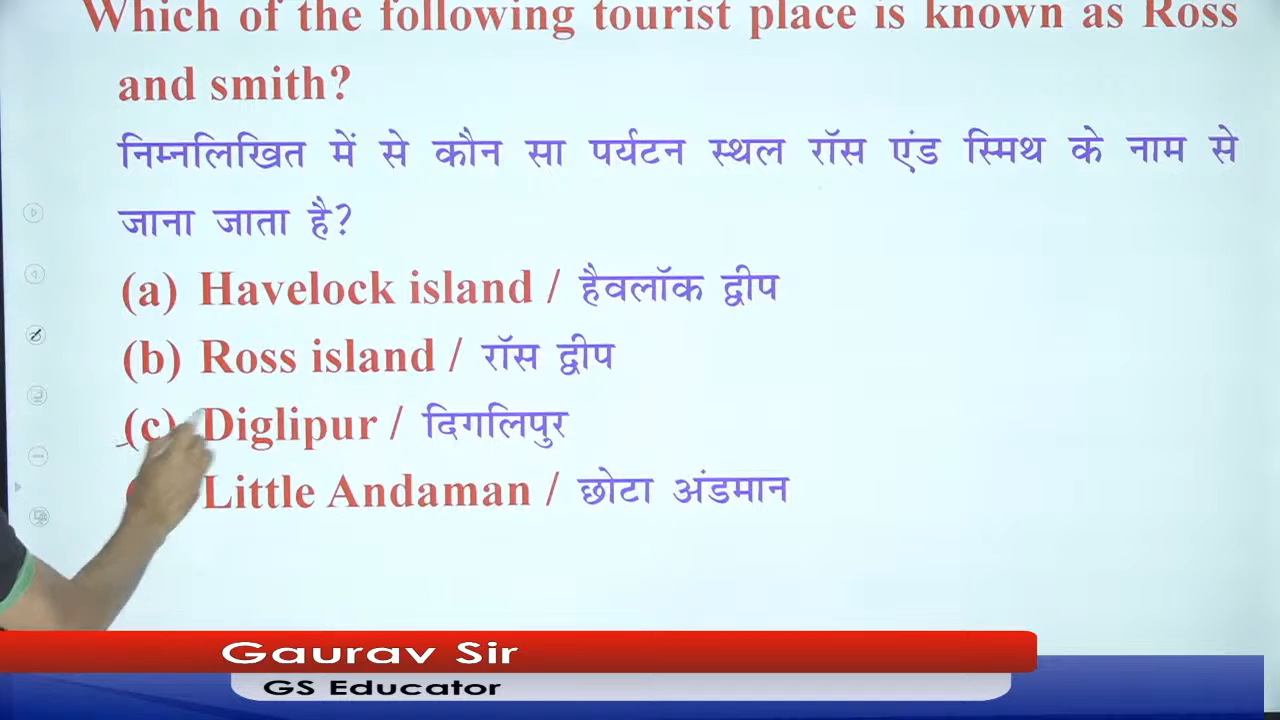 Which of the following tourist place is known as Ross
and smith?
निम्नलिखित में से कौन सा पर्यटन स्थल रॉस एंड स्मिथ के नाम से
जाना जाता है?
(a) Havelock island / हैवलॉक द्वीप
(b) Ross island / रॉस द्वीप
(c) Diglipur / दिगलिपुर
Little Andaman / छोटा अंडमान
Gaurav Sir
GS Educator